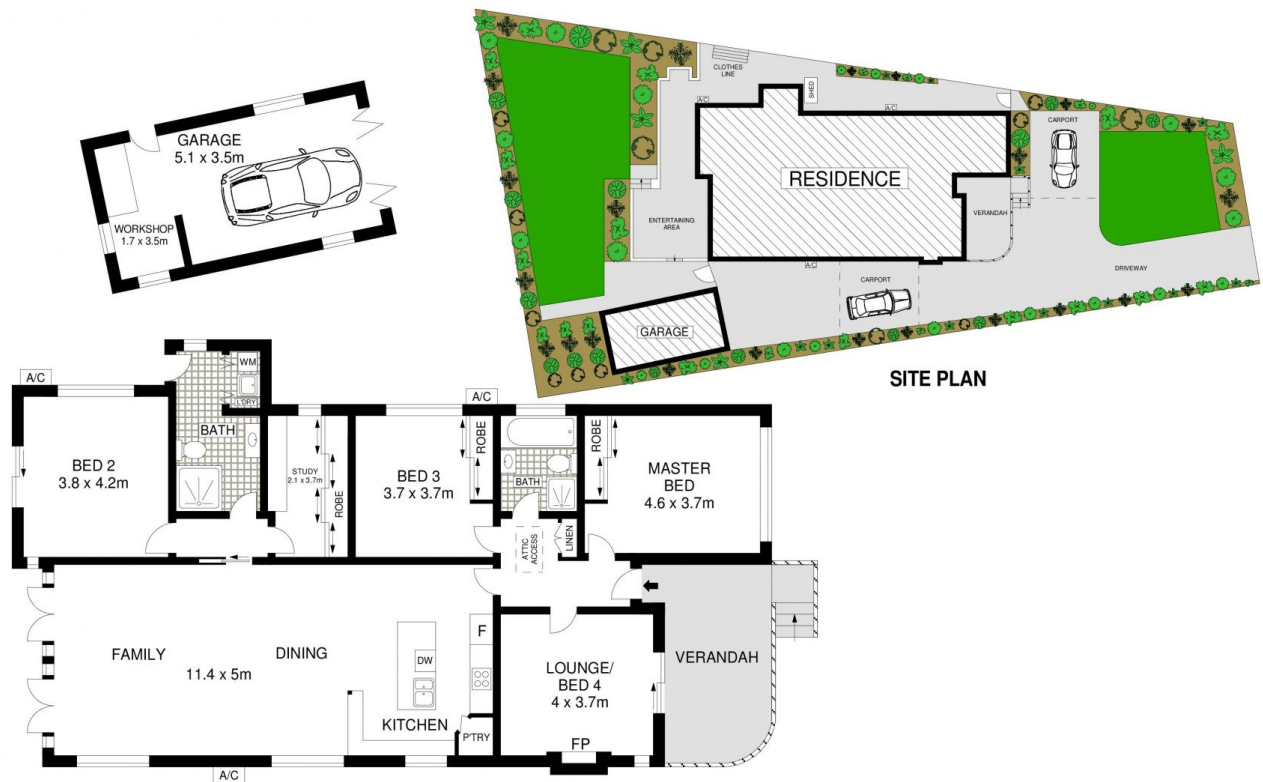 GARAGE
5.1 x 3.5m
WORKSHOP
1.7 x 3.5m
CLOTHES
LINE
A/C
SHED
A/C
CARPORT
RESIDENCE
VERANDAH
ENTERTAINING
AREA
A/C
CARPORT
DRIVEWAY
GARAGE
SITE PLAN
A/C
WM
L'DRY
BATH
BED 2
3.8 x 4.2m
STUDY
2.1 x 3.7m
ROBE
A/C
BED 3
3.7 x 3.7m
ROBE
BATH
ROBE
MASTER
BED
4.6 x 3.7m
ATTIC
ACCESS
LINEN
FAMILY
DINING
11.4 x 5m
F
DW
KITCHEN
P'TRY
LOUNGE/
BED 4
4 x 3.7m
FP
VERANDAH
A/C